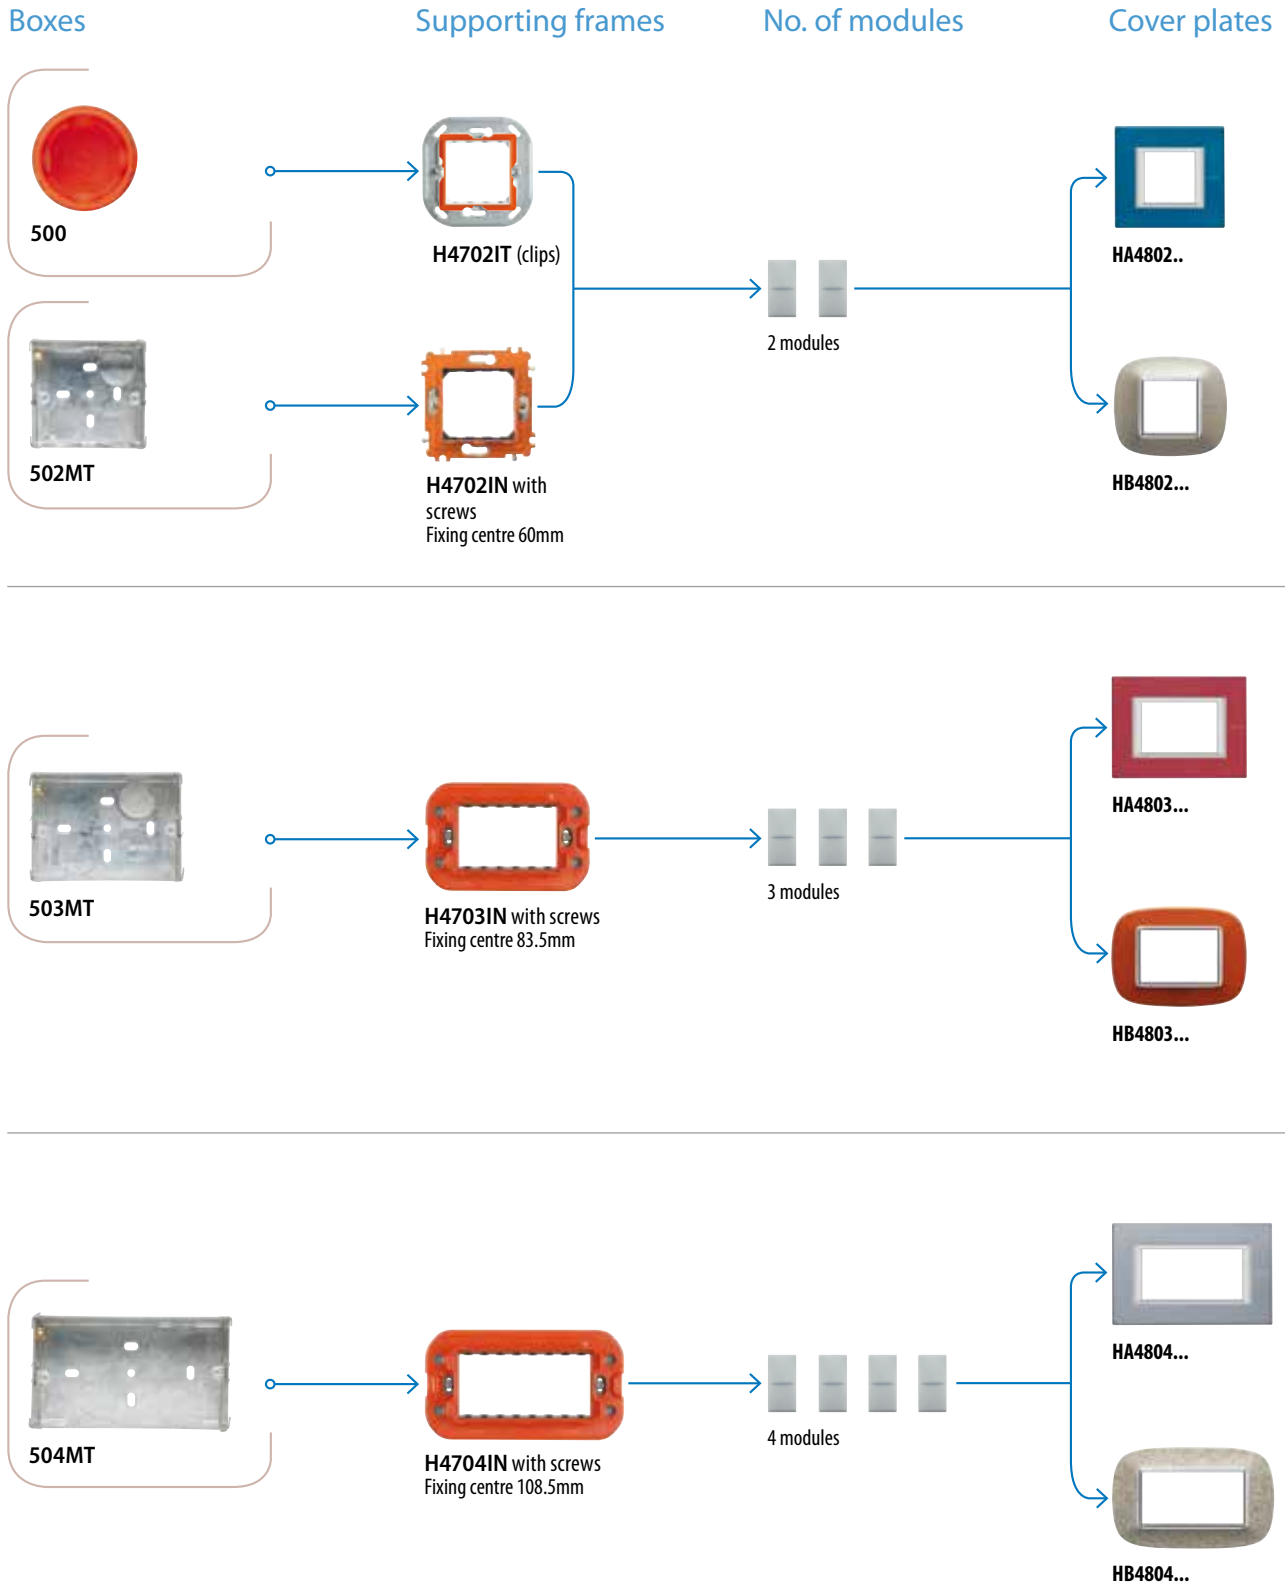 Boxes
Supporting frames
No. of modules
Cover plates
500
H4702IT (clips)
HA4802..
2 modules
502MT
H4702IN with
screws
Fixing centre 60mm
HB4802...
HA4803...
503MT
H4703IN with screws
Fixing centre 83.5mm
3 modules
HB4803...
HA4804...
504MT
H4704IN with screws
Fixing centre 108.5mm
4 modules
HB4804...